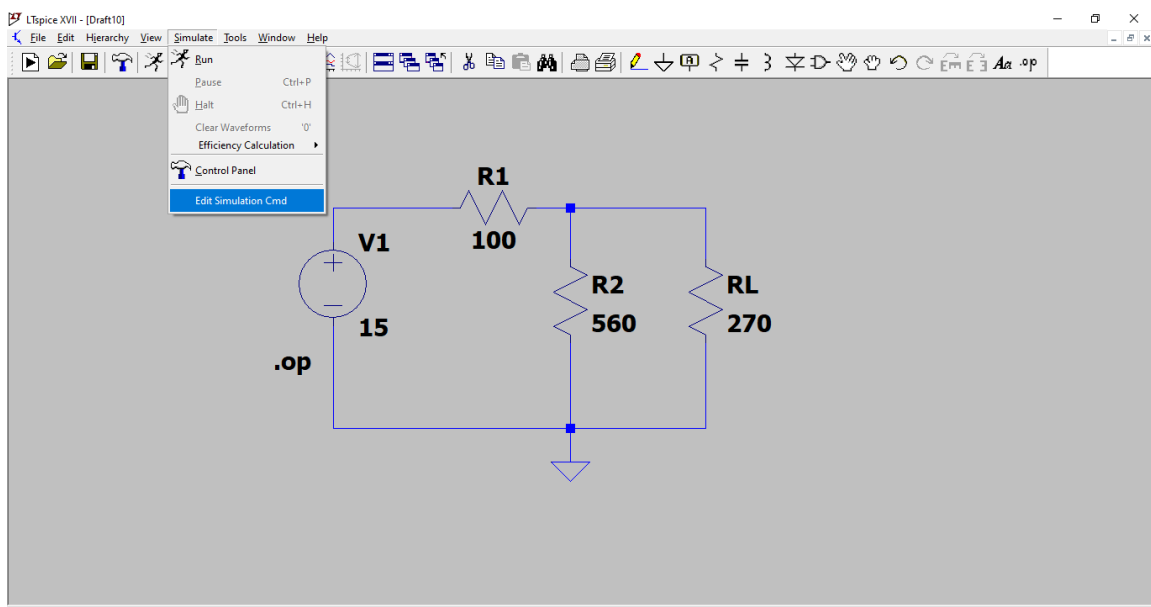 LTspice XVII - [Draft10]
File Edit Hierarchy View Simulate Tools Window Help
Aa .op
Run
Pause Ctrl+P
Halt Ctrl+H
Clear Waveforms '0'
Efficiency Calculation
Control Panel
Edit Simulation Cmd
R1
100
V1
15
.op
R2
560
RL
270